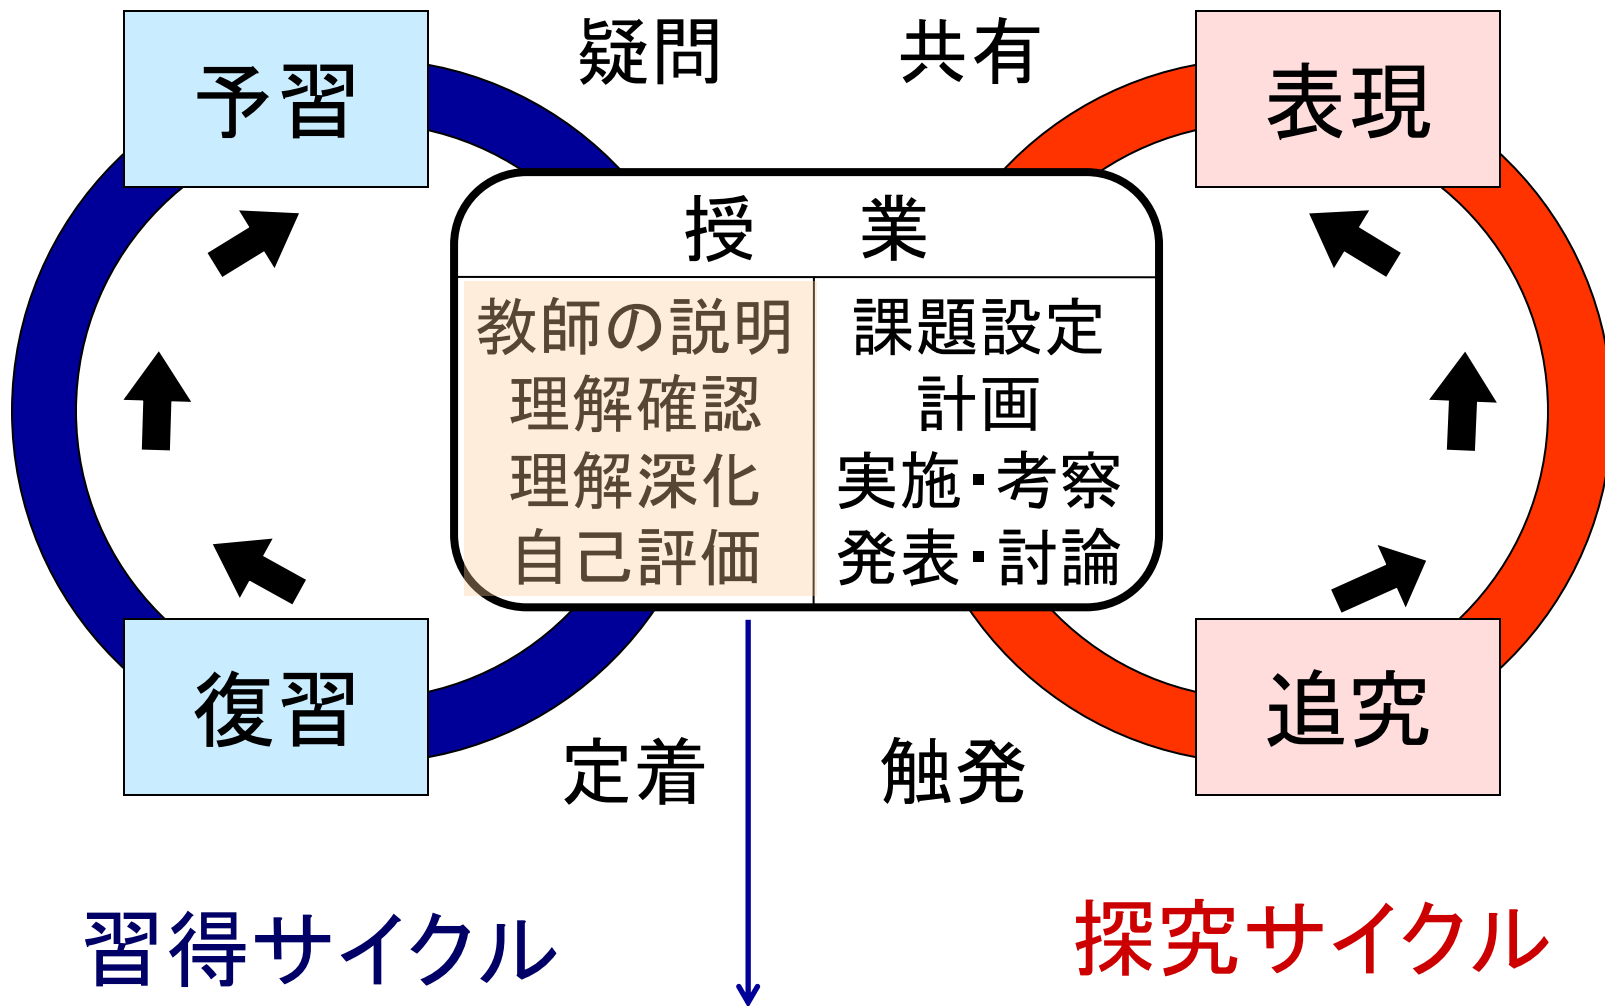 疑問
共有
予習
表現
授 業
教師の説明
理解確認
理解深化
自己評価
課題設定
計画
実施・考察
発表・討論
復習
追究
定着
触発
習得サイクル
探究サイクル